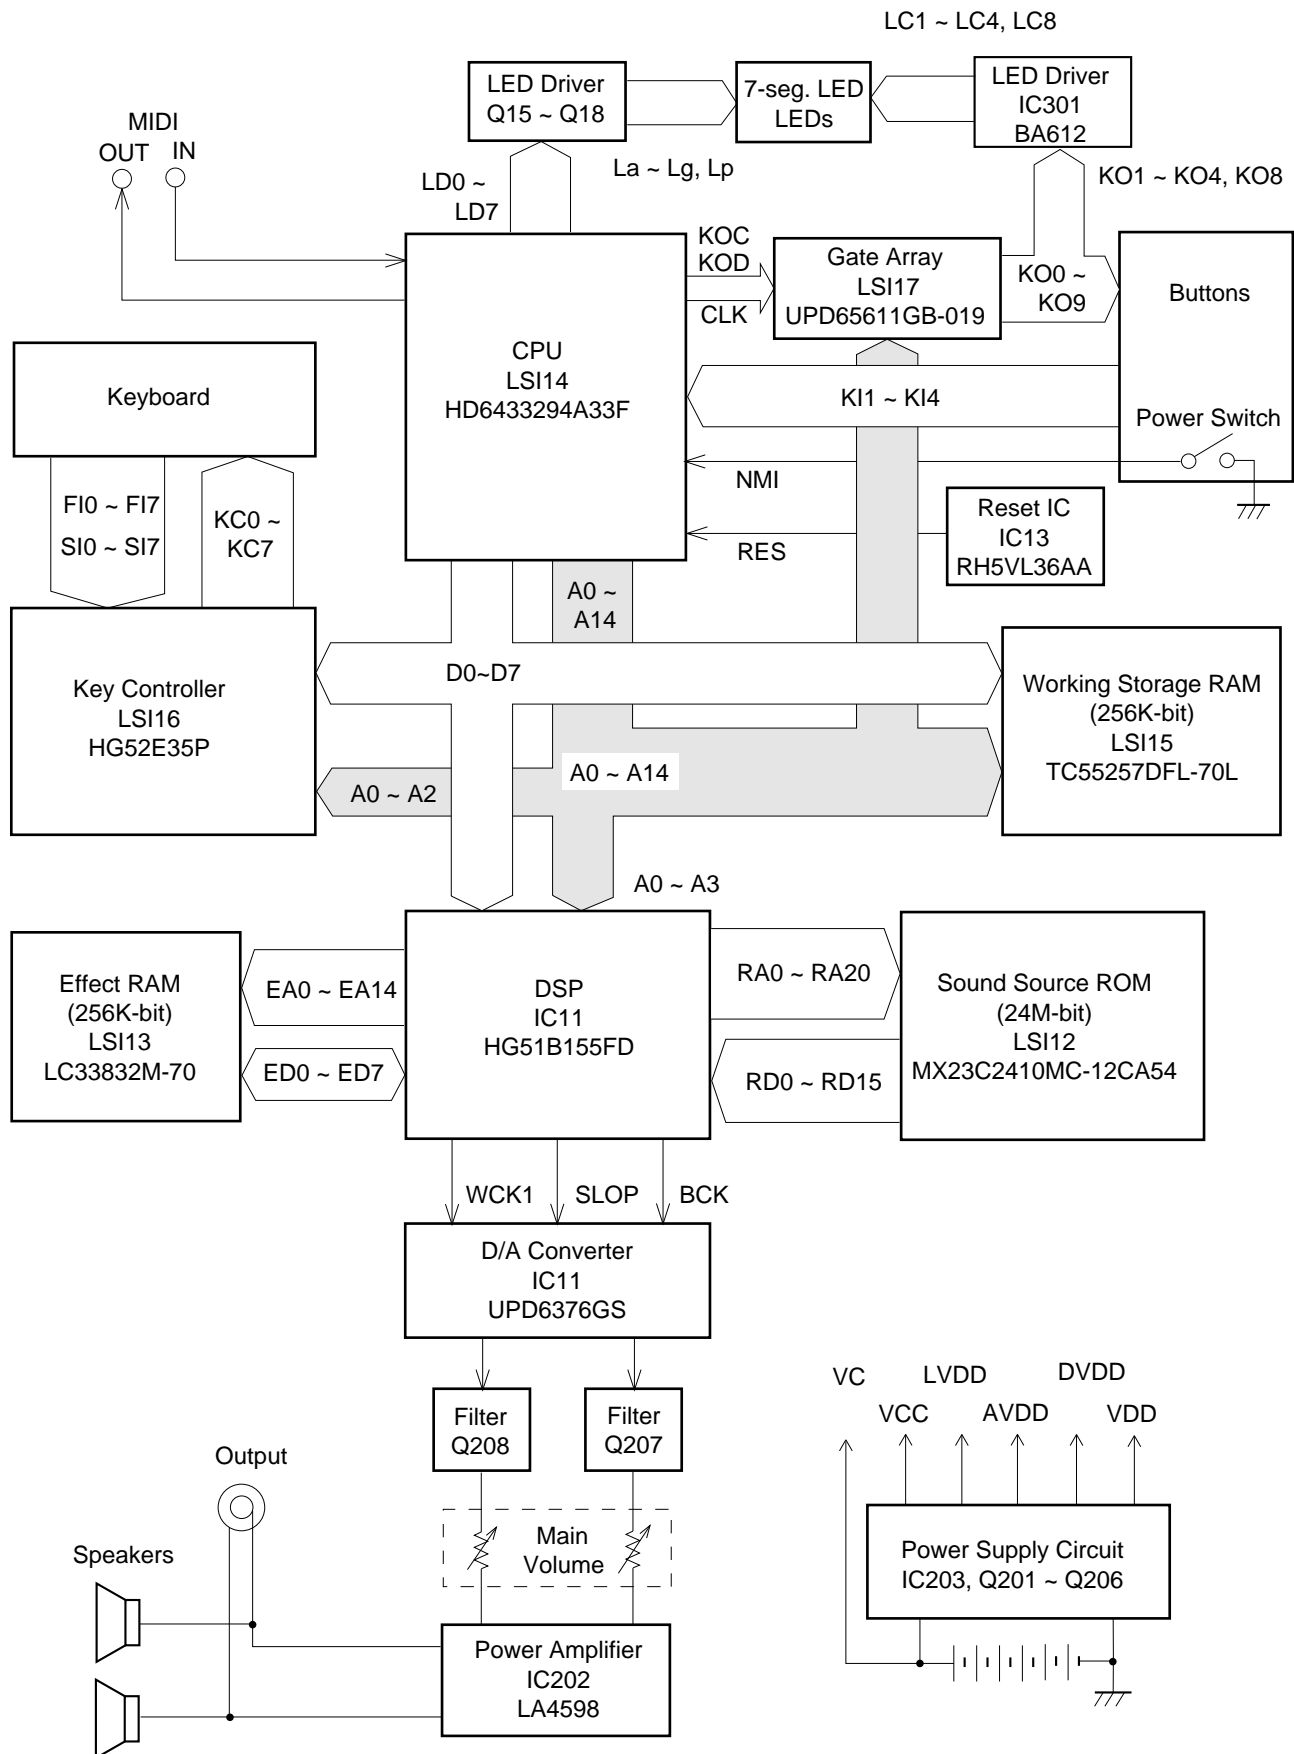 LC1 ~ LC4, LC8
LED Driver
Q15 ~ Q18
7-seg. LED
LEDs
LED Driver
IC301
BA612
MIDI
OUT
IN
LD0 ~
LD7
La ~ Lg, Lp
KO1 ~ KO4, KO8
KOC
KOD
CLK
Gate Array
LSI17
UPD65611GB-019
KO0 ~
KO9
Buttons
CPU
LSI14
HD6433294A33F
Keyboard
KI1 ~ KI4
Power Switch
NMI
FI0 ~ FI7
SI0 ~ SI7
KC0 ~
KC7
Reset IC
IC13
RH5VL36AA
RES
A0 ~
A14
D0~D7
Key Controller
LSI16
HG52E35P
Working Storage RAM
(256K-bit)
LSI15
TC55257DFL-70L
A0 ~ A14
A0 ~ A2
A0 ~ A3
Effect RAM
(256K-bit)
LSI13
LC33832M-70
EA0 ~ EA14
ED0 ~ ED7
DSP
IC11
HG51B155FD
RA0 ~ RA20
RD0 ~ RD15
Sound Source ROM
(24M-bit)
LSI12
MX23C2410MC-12CA54
WCK1
SLOP
BCK
D/A Converter
IC11
UPD6376GS
Filter
Q208
Filter
Q207
VC
LVDD
DVDD
VCC
AVDD
VDD
Output
Main
Volume
Speakers
Power Supply Circuit
IC203, Q201 ~ Q206
Power Amplifier
IC202
LA4598